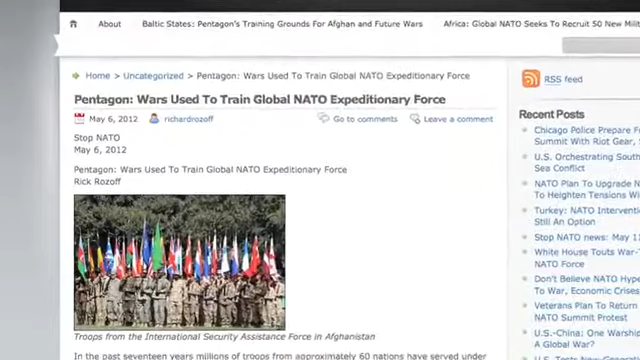 About
Baltic States: Pentagon's Training Grounds For Afghan and Future Wars
Africa: Global NATO Seeks To Recruit 50 New
Home > Uncategorized > Pentagon: Wars Used To Train Global NATO Expeditionary Force
Pentagon: Wars Used To Train Global NATO Expeditionary Force
May 6, 2012
richardrozoff
Go to comments
Leave a comment
Stop NATO
May 6, 2012
Pentagon: Wars Used To Train Global NATO Expeditionary Force
Rick Rozoff
Troops from the International Security Assistance Force in Afghanistan
In the past seventeen years millions of troops from approximately 60 nations have served under
RSS feed
Recent Posts
Chicago Police Prepare F
Summit With Riot Gear,
U.S. Orchestrating South
Sea Conflict
NATO Plan To Upgrade N
To Heighten Tensions Wi
Turkey: NATO Interventi
Still An Option
Stop NATO news: May 11
White House Touts War-
NATO Force
Don't Believe NATO Hype
To War, Economic Crises
Veterans Plan To Return
NATO Summit Protest
U.S.-China: One Warship
A Global War?